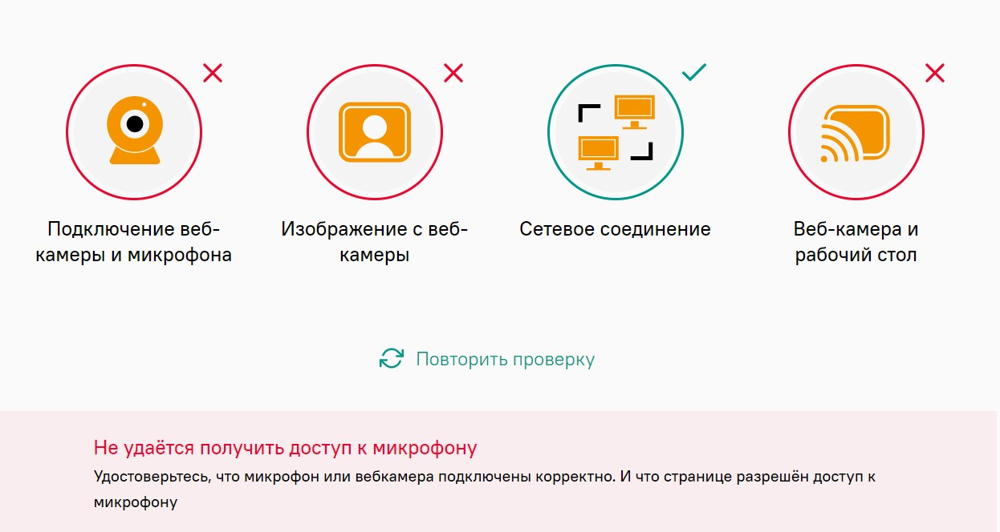 Подключение веб-
камеры и микрофона
Изображение с веб-
камеры
Сетевое соединение
Веб-камера и
рабочий стол
Повторить проверку
Не удаётся получить доступ к микрофону
Удостоверьтесь, что микрофон или вебкамера подключены корректно. И что странице разрешён доступ к
микрофону